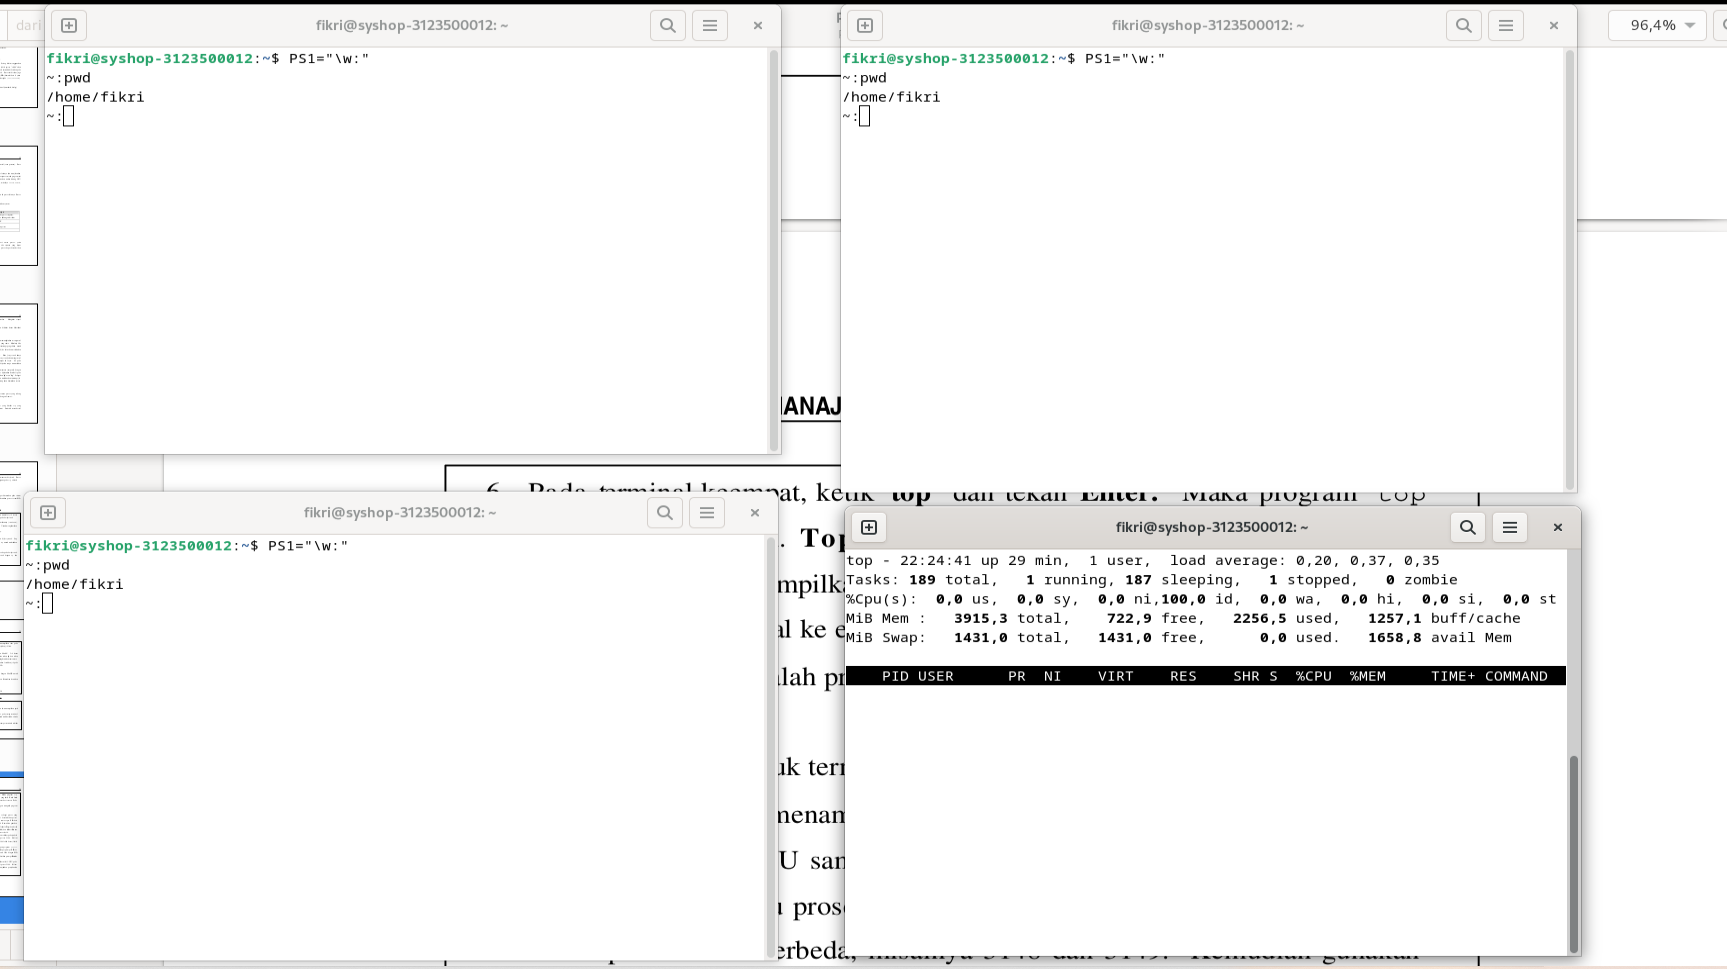 dari
fikri@syshop-3123500012: ~
fikri@syshop-3123500012:~$ PS1="\w:"
~:pwd
/home/fikri
~:
fikri@syshop-3123500012: ~
fikri@syshop-3123500012:~$ PS1="\w:"
~:pwd
/home/fikri
~:
96,4%
fikri@syshop-3123500012: ~
fikri@syshop-3123500012:~$ PS1="\w:"
~:pwd
/home/fikri
~:
fikri@syshop-3123500012: ~
top - 22:24:41 up 29 min,  1 user,  load average: 0,20, 0,37, 0,35
Tasks: 189 total,   1 running, 187 sleeping,   1 stopped,   0 zombie
%Cpu(s):  0,0 us,  0,0 sy,  0,0 ni,100,0 id,  0,0 wa,  0,0 hi,  0,0 si,  0,0 st
MiB Mem :   3915,3 total,    722,9 free,   2256,5 used,   1257,1 buff/cache
MiB Swap:   1431,0 total,   1431,0 free,      0,0 used.   1658,8 avail Mem
PID USER      PR  NI    VIRT    RES    SHR S  %CPU  %MEM     TIME+ COMMAND
IANAJ
6. Pada terminal keempat, ketik top dan tekan Enter. Maka program top
. Top
mpilka
al ke e
alah pr
uk tern
menam
U san
u prose
erbeda, misalnya 3148 dan 3149. Kemudian gunakan